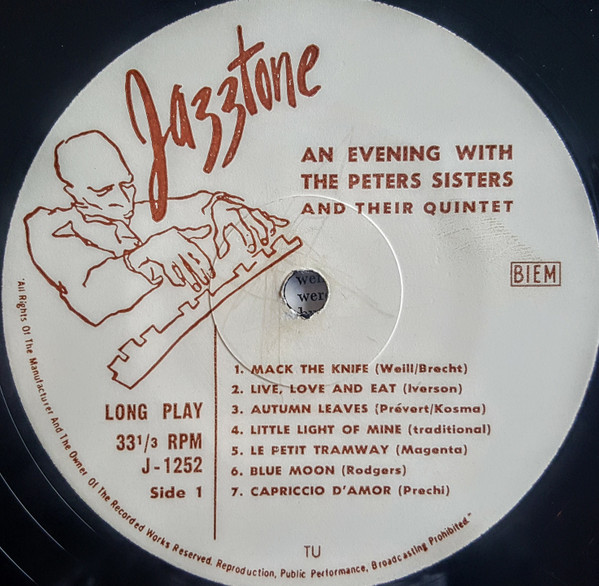 Jazztone
AN EVENING WITH
THE PETERS SISTERS
AND THEIR QUINTET
BIEM
1. MACK THE KNIFE (Weill/Brecht)
2. LIVE, LOVE AND EAT (Iverson)
3. AUTUMN LEAVES (Prévert/Kosma)
4. LITTLE LIGHT OF MINE (traditional)
5. LE PETIT TRAMWAY (Magenta)
6. BLUE MOON (Rodgers)
7. CAPRICCIO D'AMOR (Prechi)
LONG PLAY
33 1/3 RPM
J-1252
Side 1
TU
"All Rights Of The Manufacturer And The Owner Of The Recorded Works Reserved. Reproduction, Public Performance, Broadcasting Prohibited."